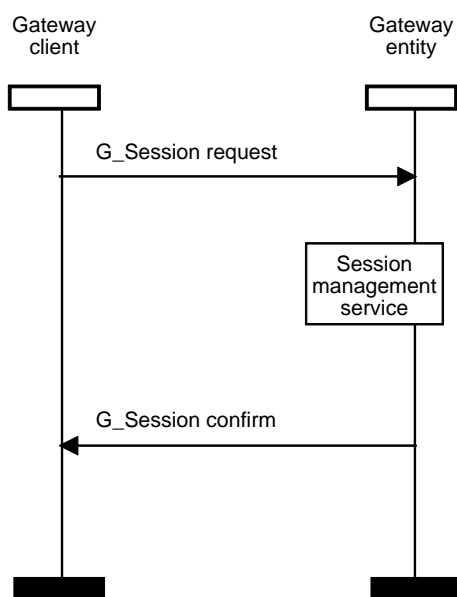 Gateway
client
Gateway
entity
G_Session request
Session
management
service
G_Session confirm